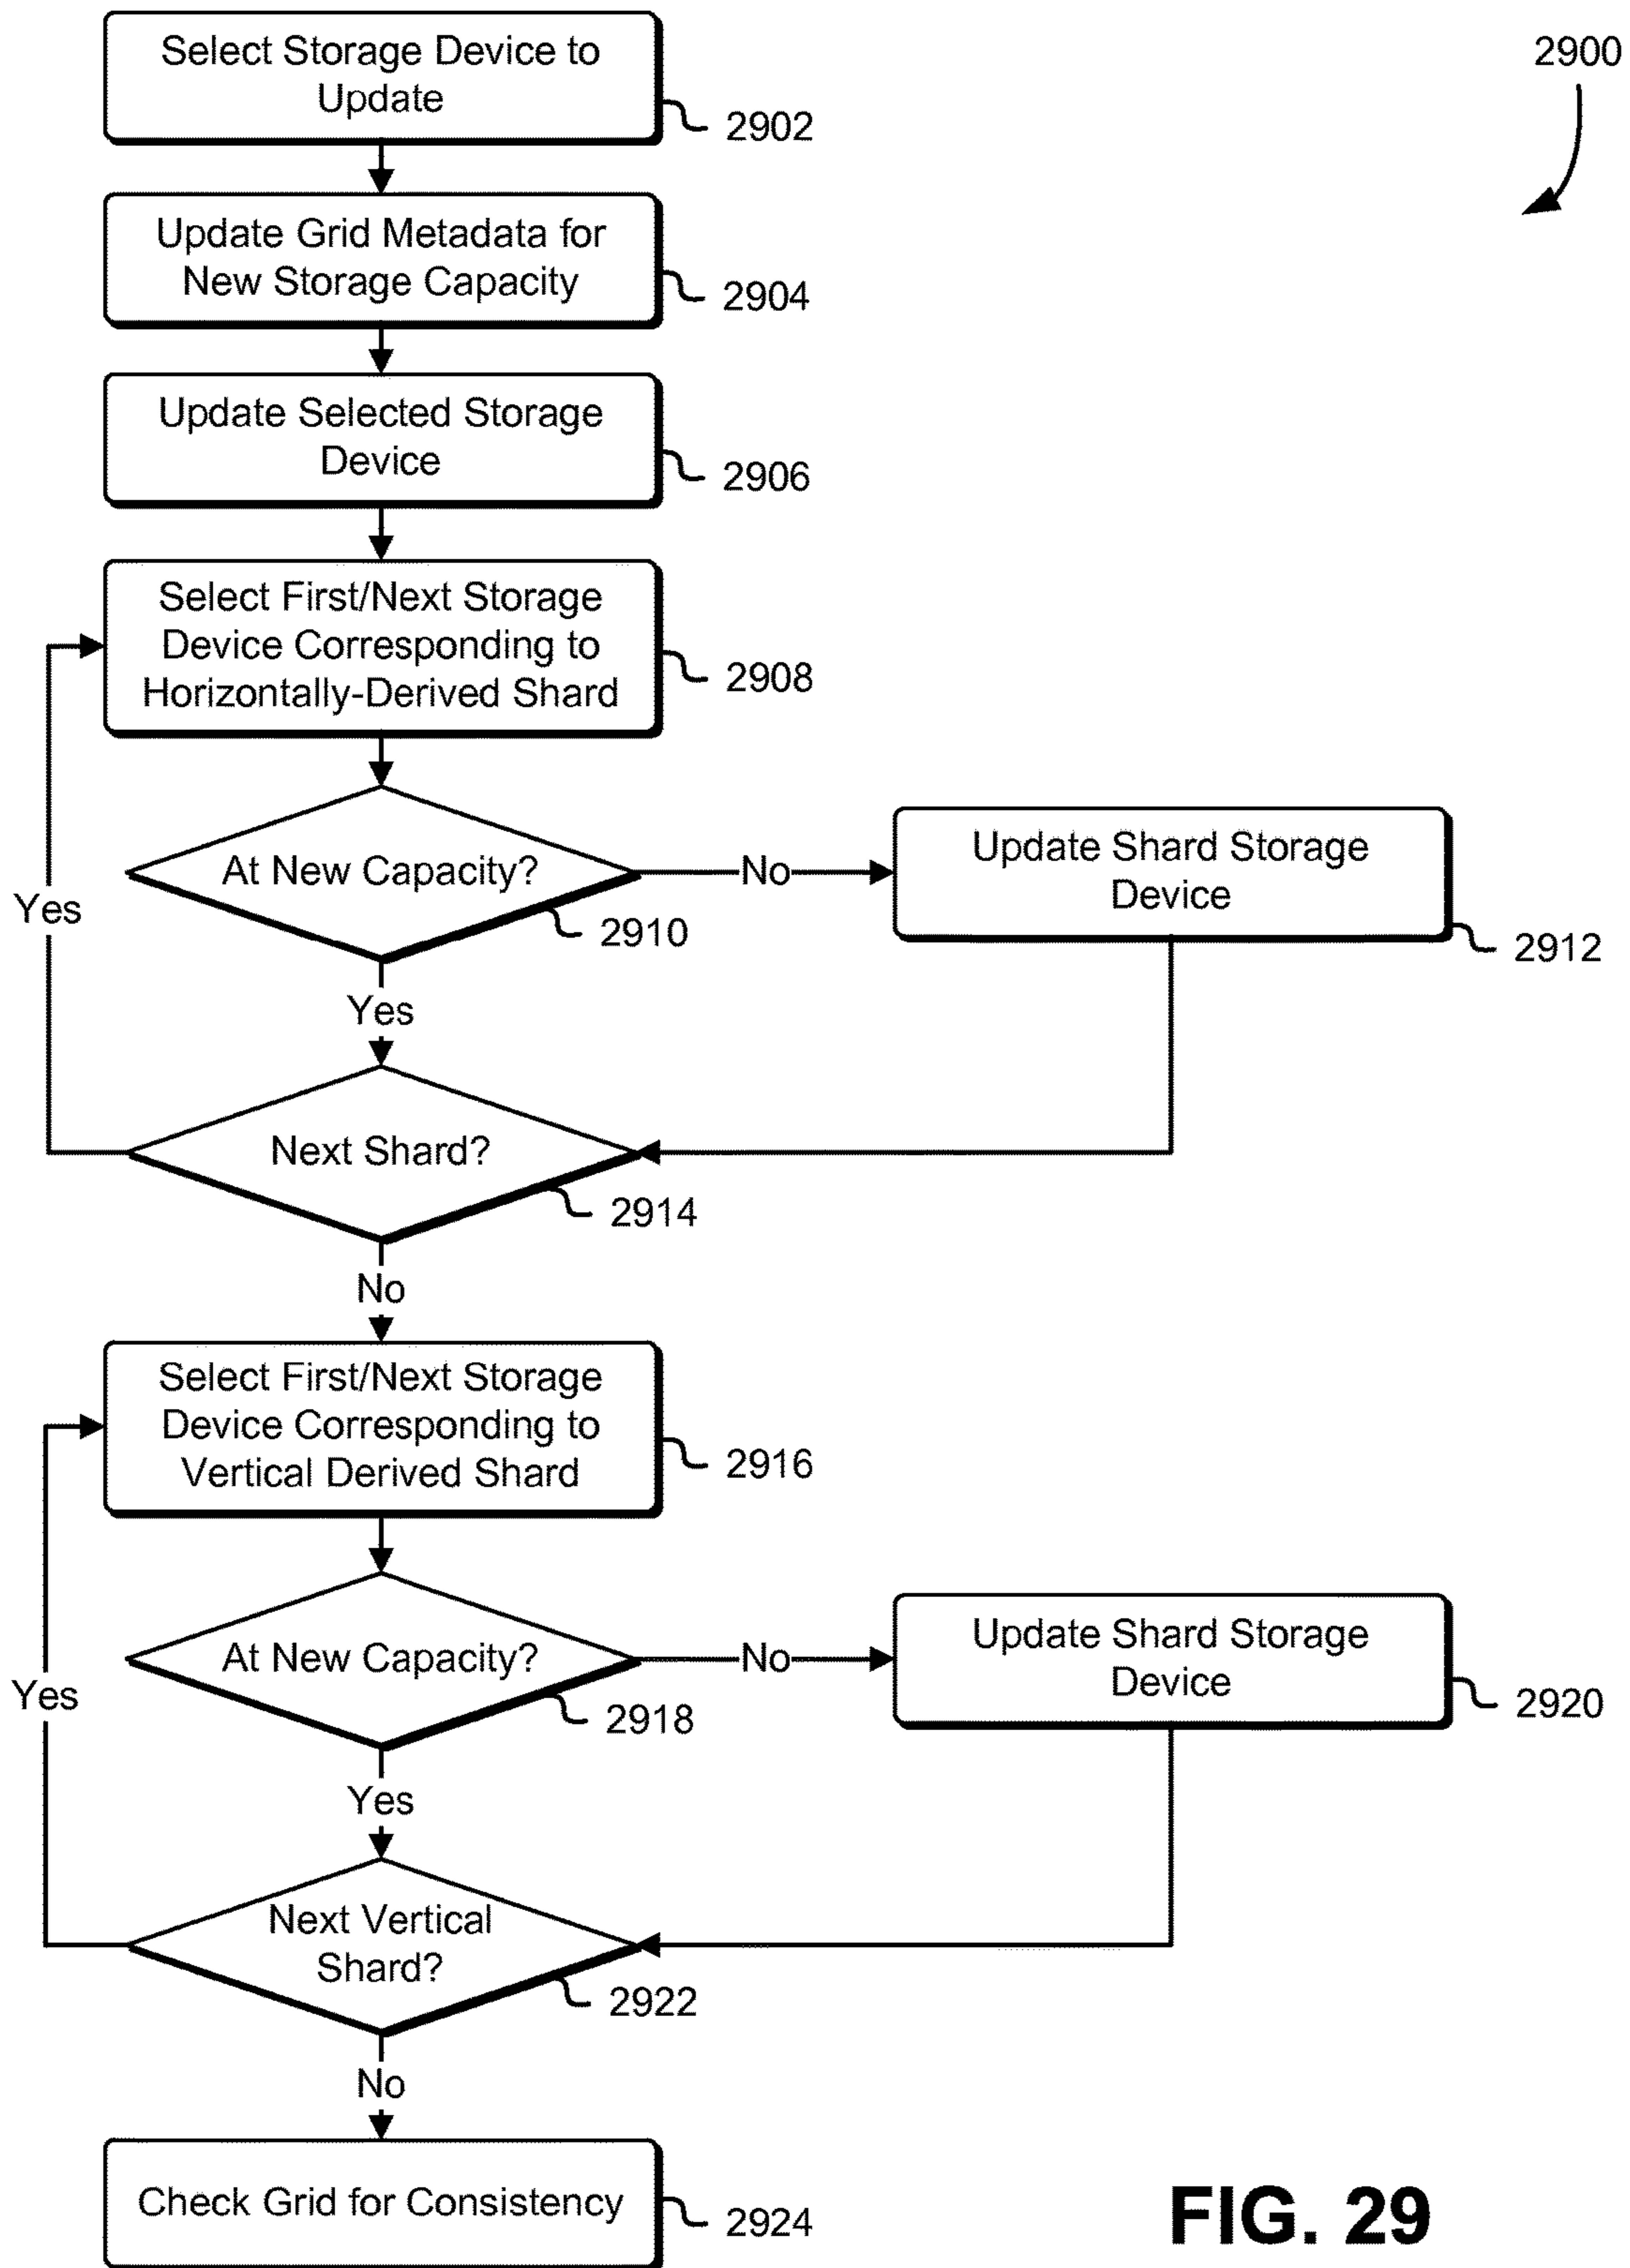 Select Storage Device to
Update
2902
2900
Update Grid Metadata for
New Storage Capacity
2904
Update Selected Storage
Device
2906
Select First/Next Storage
Device Corresponding to
Horizontally-Derived Shard
2908
At New Capacity?
2910
No
Update Shard Storage
Device
2912
Yes
Yes
Next Shard?
2914
No
Select First/Next Storage
Device Corresponding to
Vertical Derived Shard
2916
At New Capacity?
2918
No
Update Shard Storage
Device
2920
Yes
Yes
Next Vertical
Shard?
2922
No
Check Grid for Consistency
2924
FIG. 29